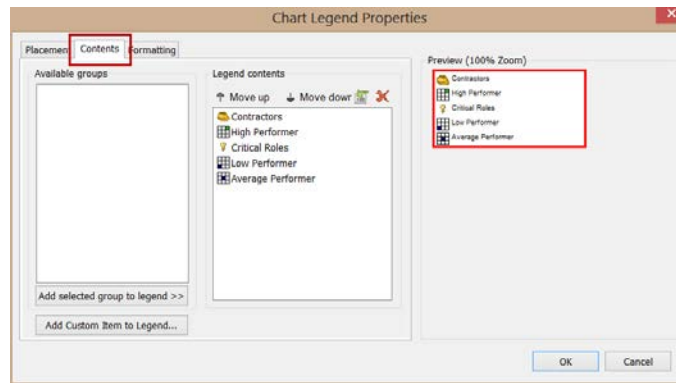 Chart Legend Properties
Placement Contents Formatting
Available groups
Legend contents
Move up Move down
Contractors
High Performer
Critical Roles
Low Performer
Average Performer
Add selected group to legend >>
Add Custom Item to Legend...
Preview (100% Zoom)
Contractors
High Performer
Critical Roles
Low Performer
Average Performer
OK Cancel